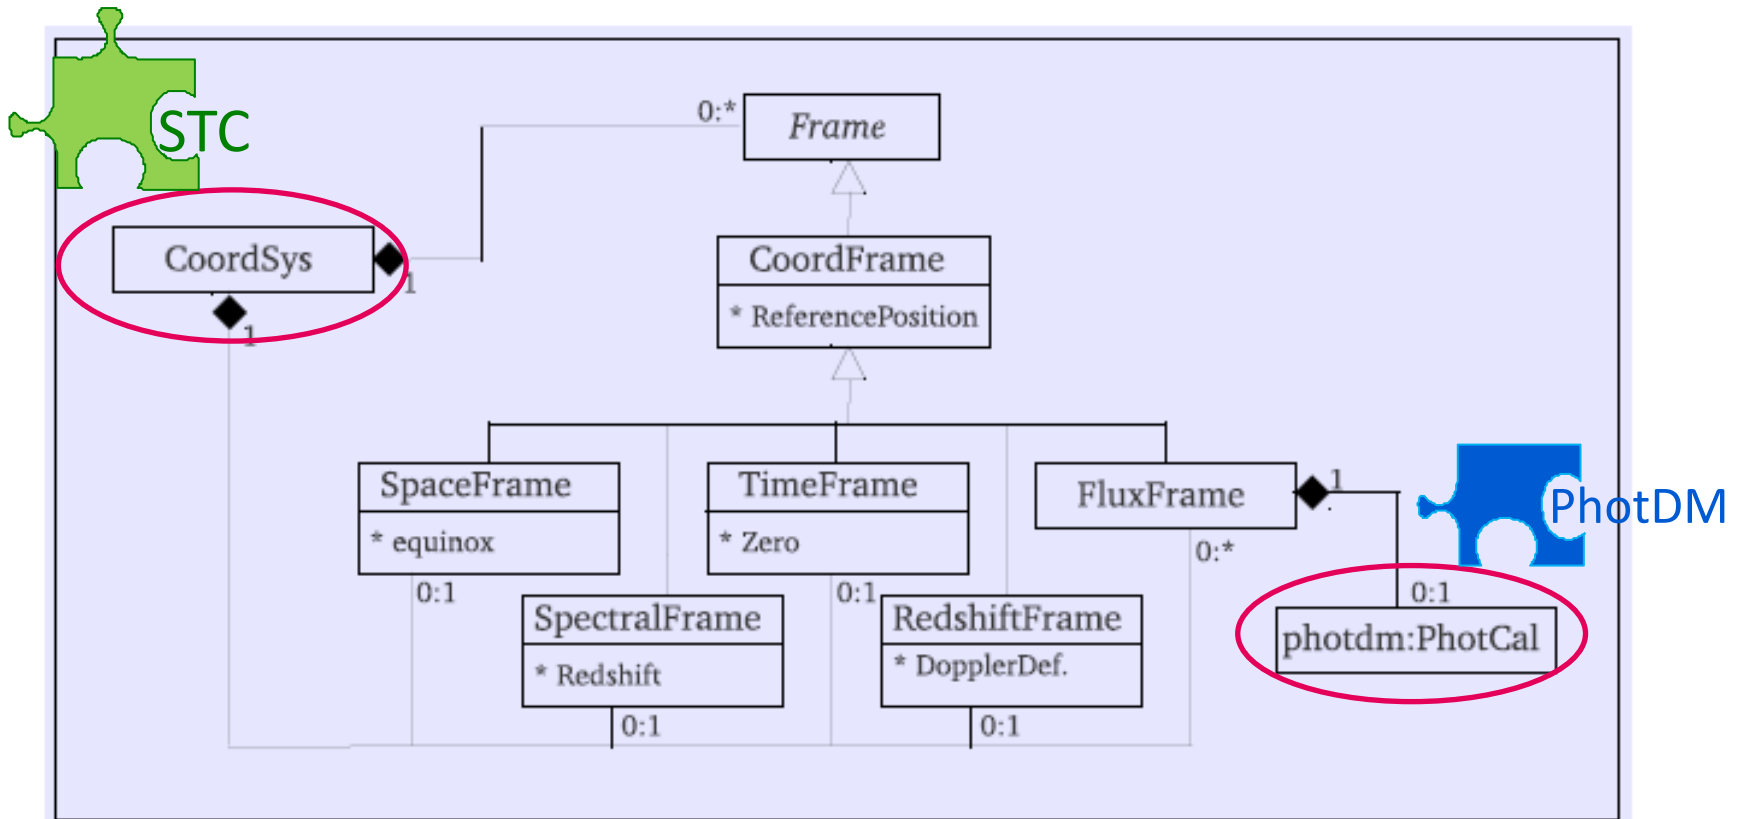 STC
0:*
Frame
CoordSys
1
1
CoordFrame
* ReferencePosition
SpaceFrame
* equinox
0:1
TimeFrame
* Zero
0:1
FluxFrame
1
0:*
PhotDM
SpectralFrame
* Redshift
0:1
RedshiftFrame
* DopplerDef.
0:1
0:1
photdm:PhotCal